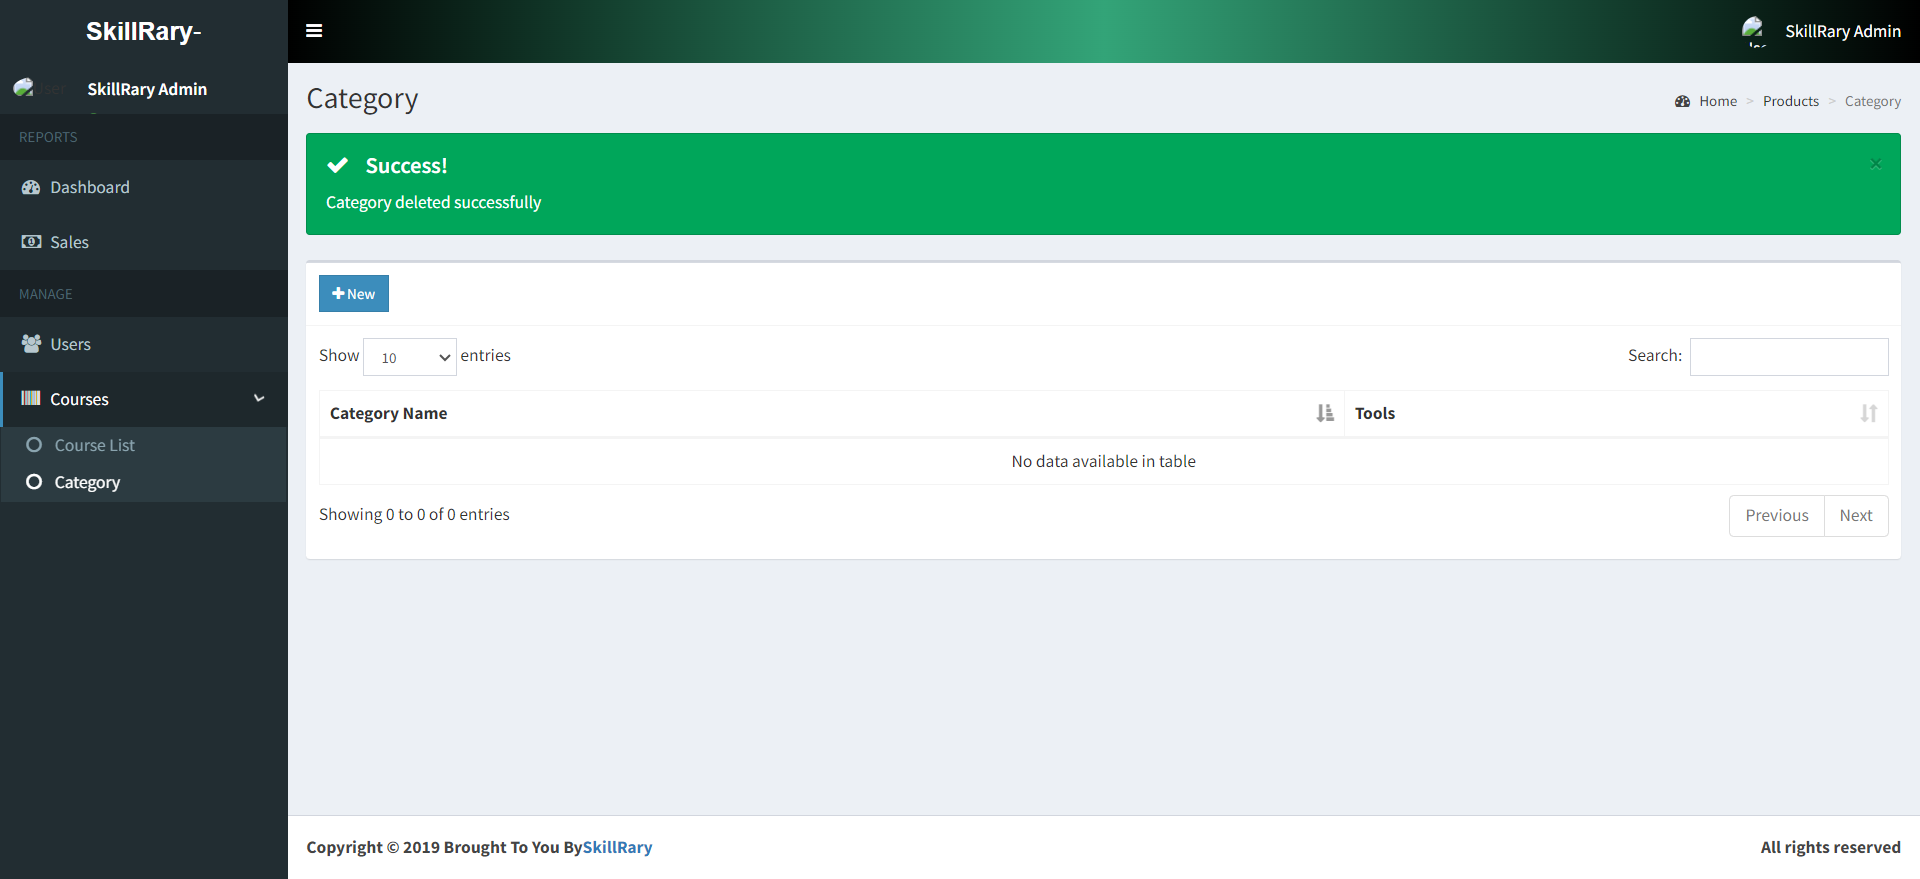 SkillRary-
SkillRary Admin
User
SkillRary Admin
REPORTS
Dashboard
Sales
MANAGE
Users
Courses
Course List
Category
Category
Home > Products > Category
Success!
×
Category deleted successfully
New
Show 10 entries
Search:
Category Name
Tools
No data available in table
Showing 0 to 0 of 0 entries
Previous
Next
Copyright © 2019 Brought To You BySkillRary
All rights reserved